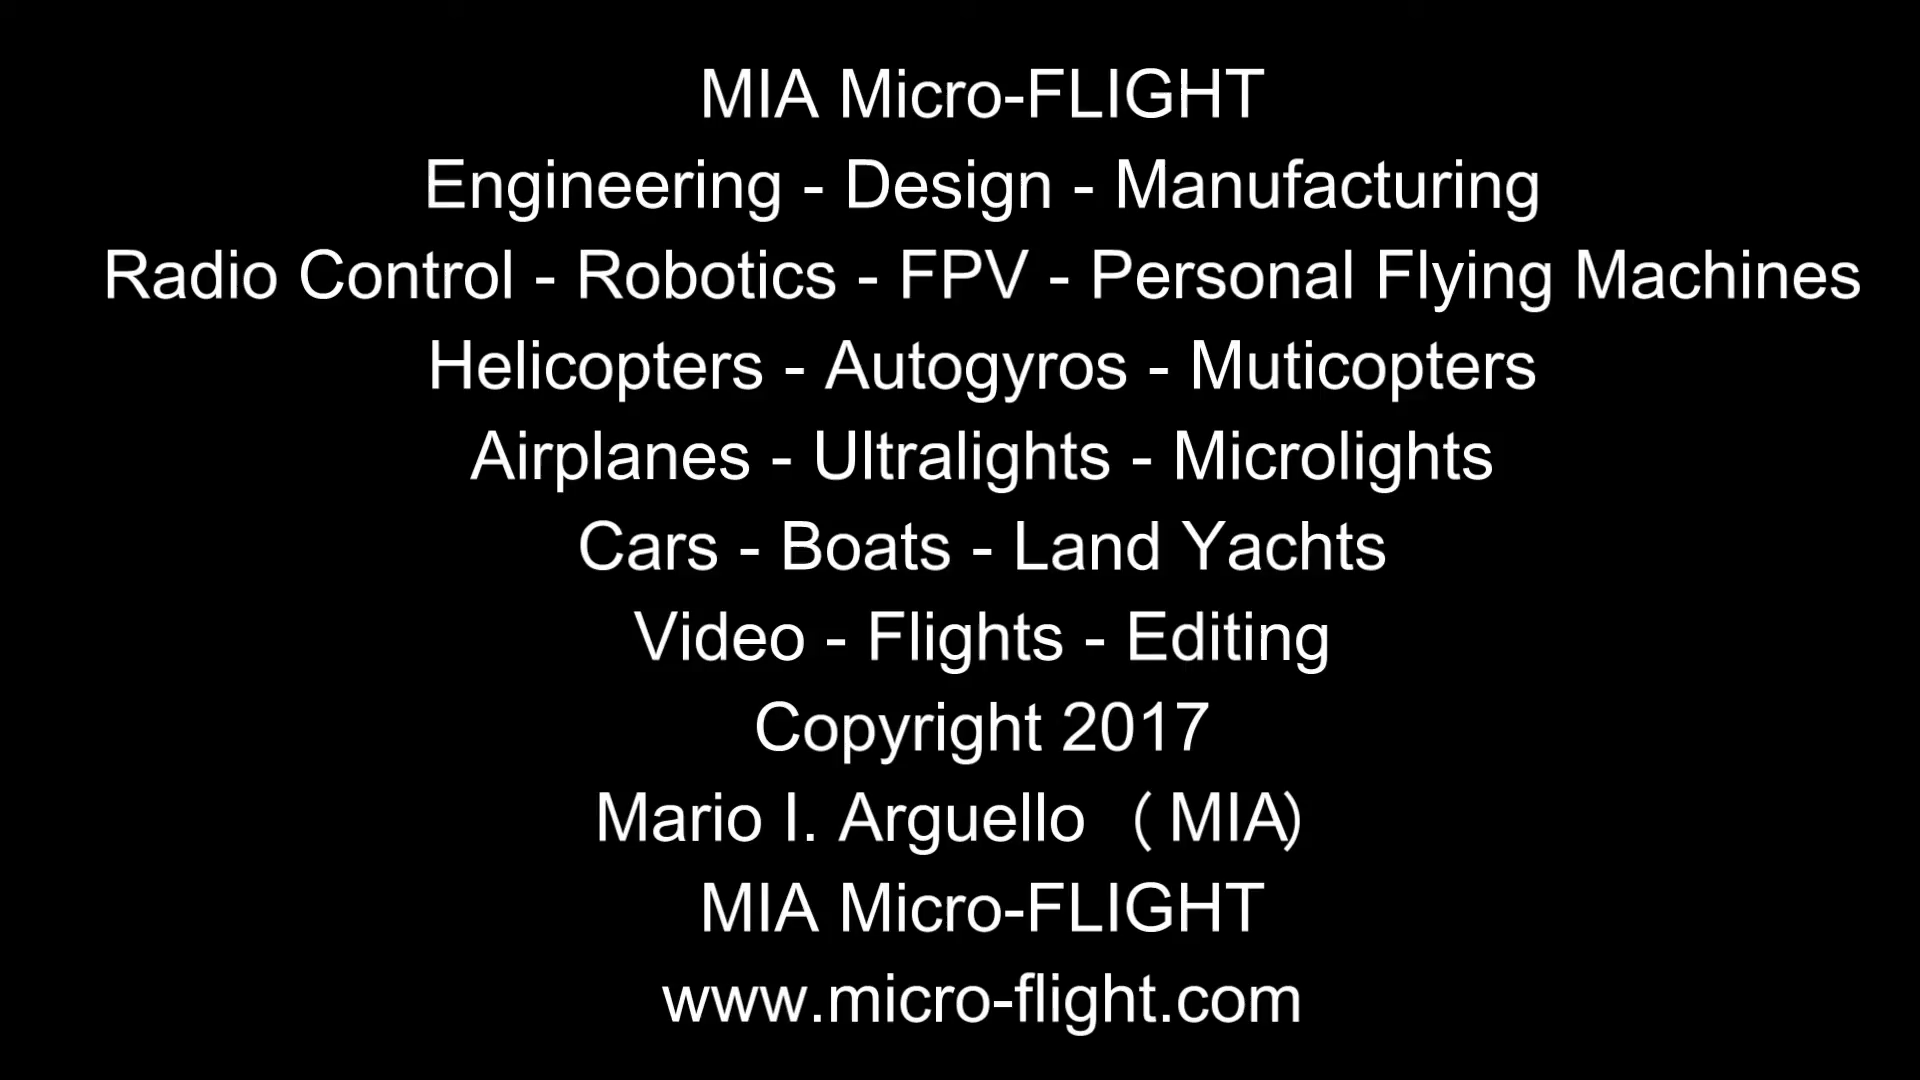 MIA Micro-FLIGHT
Engineering - Design - Manufacturing
Radio Control - Robotics - FPV - Personal Flying Machines
Helicopters - Autogyros - Muticopters
Airplanes - Ultralights - Microlights
Cars - Boats - Land Yachts
Video - Flights - Editing
Copyright 2017
Mario I. Arguello ( MIA)
MIA Micro-FLIGHT
www.micro-flight.com